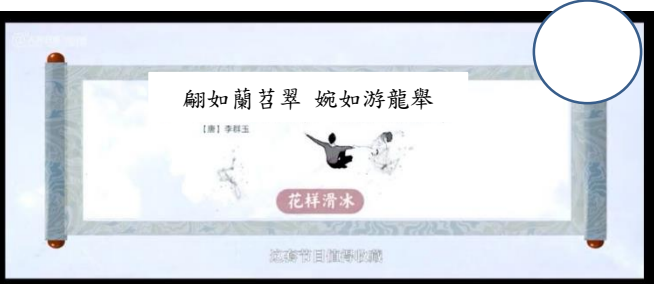 翩如蘭苕翠 婉如游龍舉
【唐】李群玉
花样滑冰
这套节目值得收藏